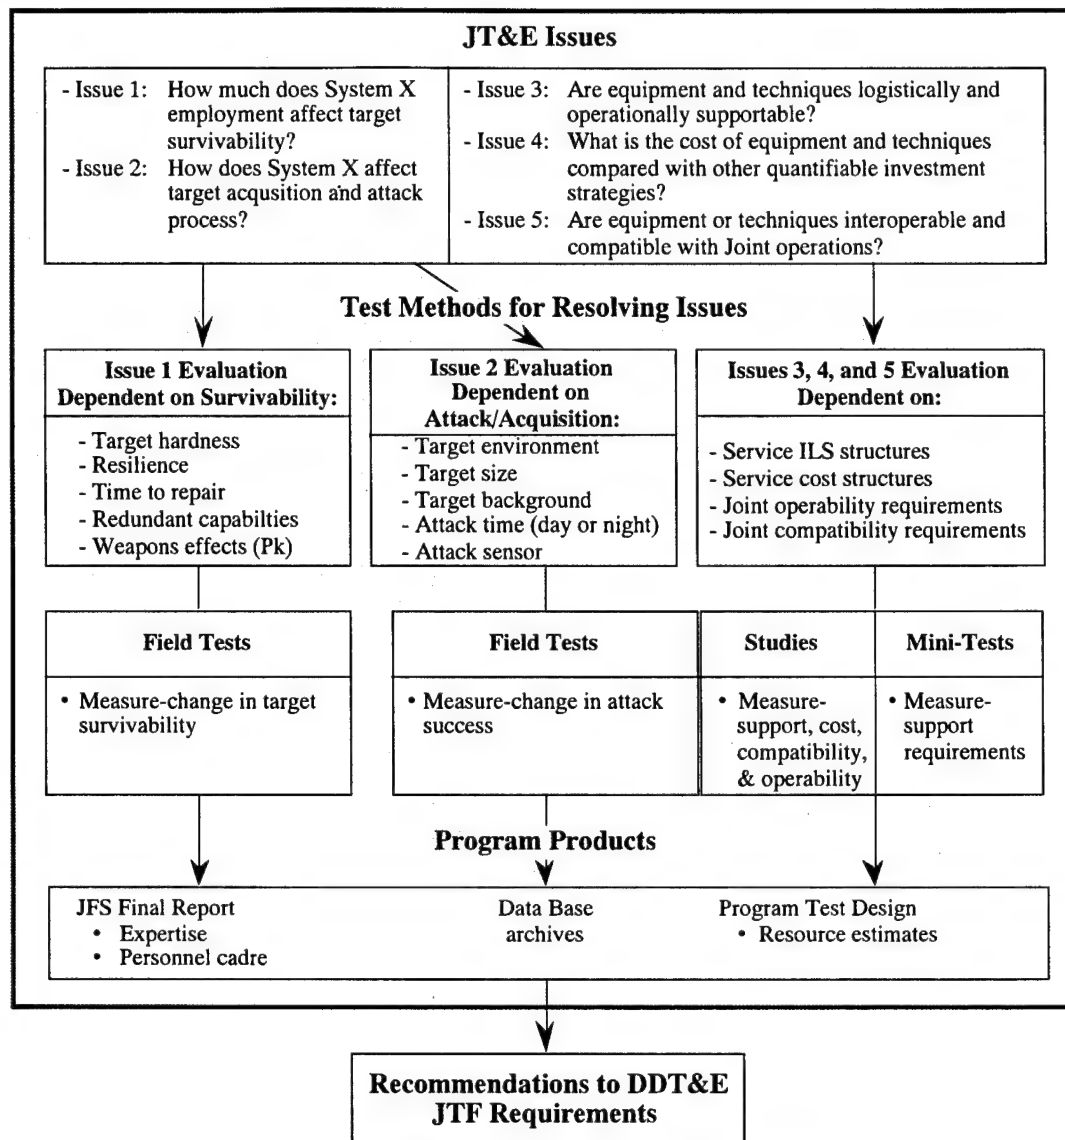 JT&E Issues
- Issue 1: How much does System X
employment affect target
survivability?
- Issue 2: How does System X affect
target acqusition and attack
process?
- Issue 3: Are equipment and techniques logistically and
operationally supportable?
- Issue 4: What is the cost of equipment and techniques
compared with other quantifiable investment
strategies?
- Issue 5: Are equipment or techniques interoperable and
compatible with Joint operations?
Test Methods for Resolving Issues
Issue 1 Evaluation
Dependent on Survivability:
- Target hardness
- Resilience
- Time to repair
- Redundant capabilties
- Weapons effects (Pk)
Issue 2 Evaluation
Dependent on
Attack/Acquisition:
- Target environment
- Target size
- Target background
- Attack time (day or night)
- Attack sensor
Issues 3, 4, and 5 Evaluation
Dependent on:
- Service ILS structures
- Service cost structures
- Joint operability requirements
- Joint compatibility requirements
Field Tests
• Measure-change in target
survivability
Field Tests
• Measure-change in attack
success
Studies
• Measure-
support, cost,
compatibility,
& operability
Mini-Tests
• Measure-
support
requirements
Program Products
JFS Final Report
• Expertise
• Personnel cadre
Data Base
archives
Program Test Design
• Resource estimates
Recommendations to DDT&E
JTF Requirements